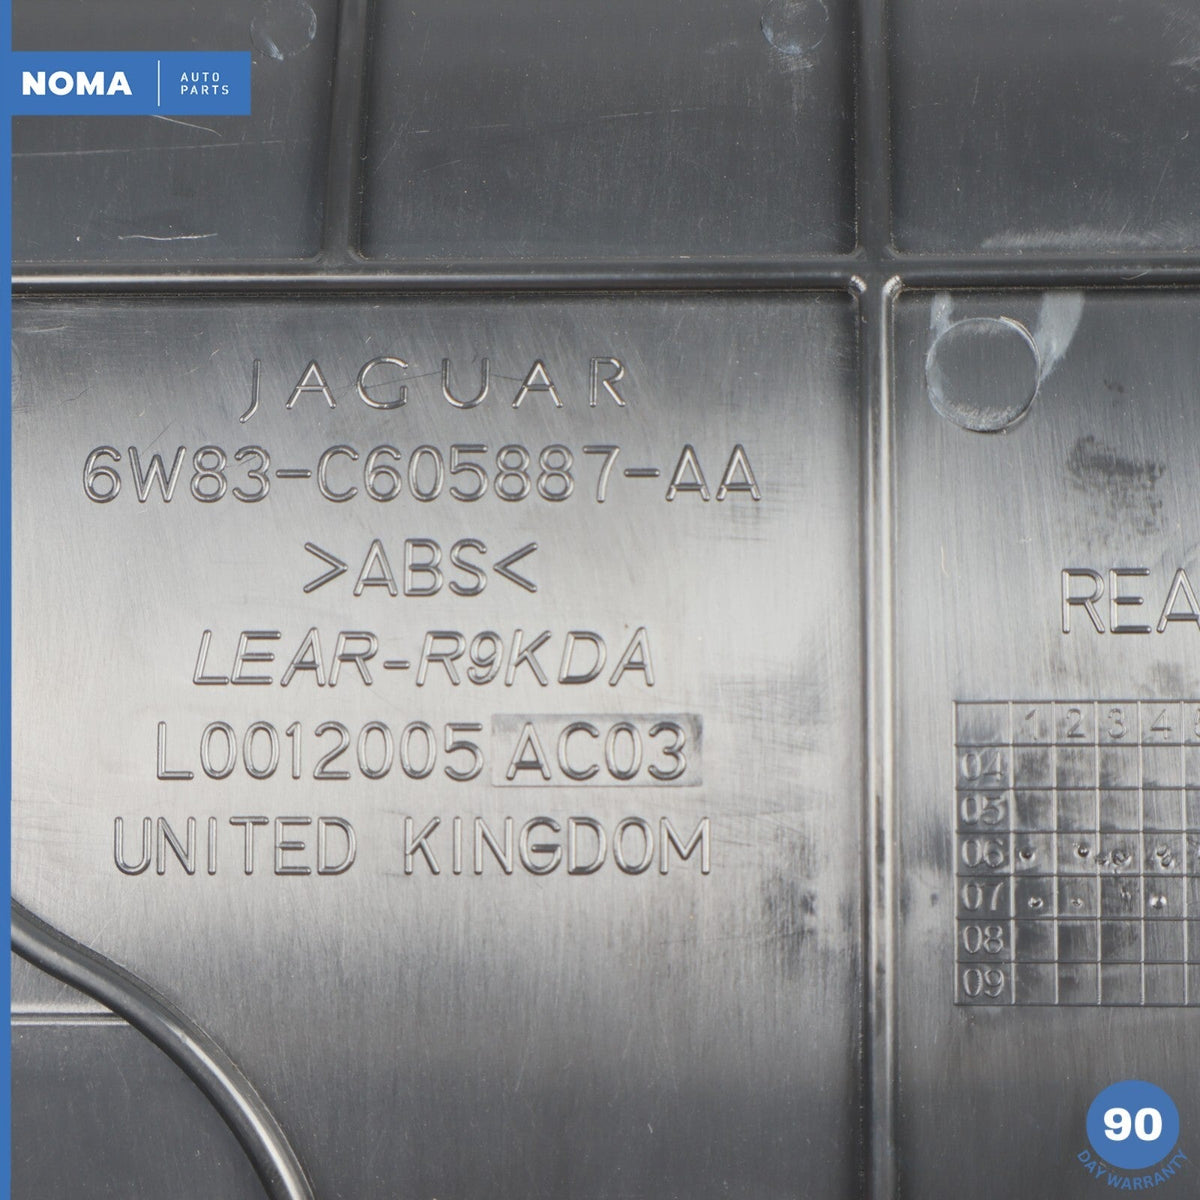 NOMA AUTO PARTS
JAGUAR
6W83-C605887-AA
>ABS<
LEAR-R9KDA
L0012005 AC03
UNITED KINGDOM
REA
1 2 3 4
04
05
06
07
08
09
90
DAY WARRANTY